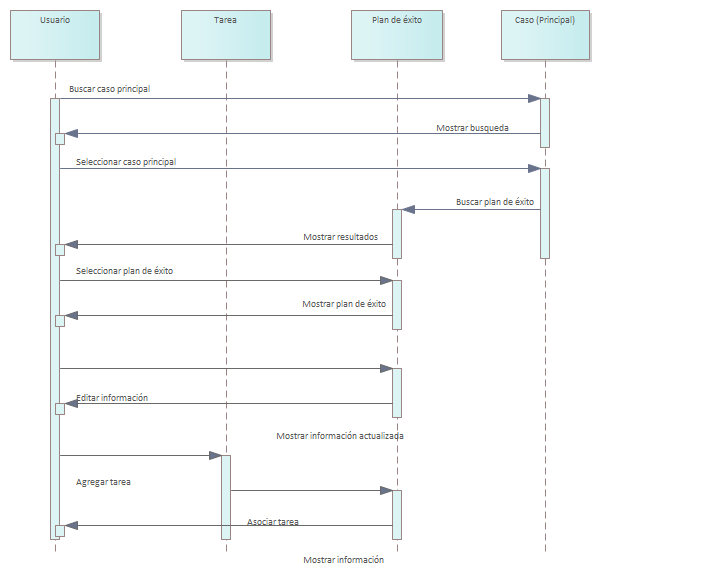 Usuario
Tarea
Plan de éxito
Caso (Principal)
Buscar caso principal
Mostrar busqueda
Seleccionar caso principal
Buscar plan de éxito
Mostrar resultados
Seleccionar plan de éxito
Mostrar plan de éxito
Editar información
Mostrar información actualizada
Agregar tarea
Asociar tarea
Mostrar información